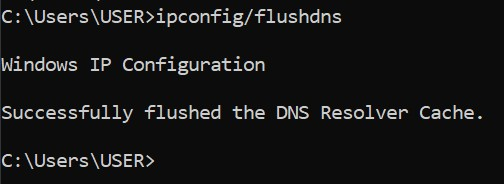 C:\Users\USER>ipconfig/flushdns
Windows IP Configuration
Successfully flushed the DNS Resolver Cache.
C:\Users\USER>